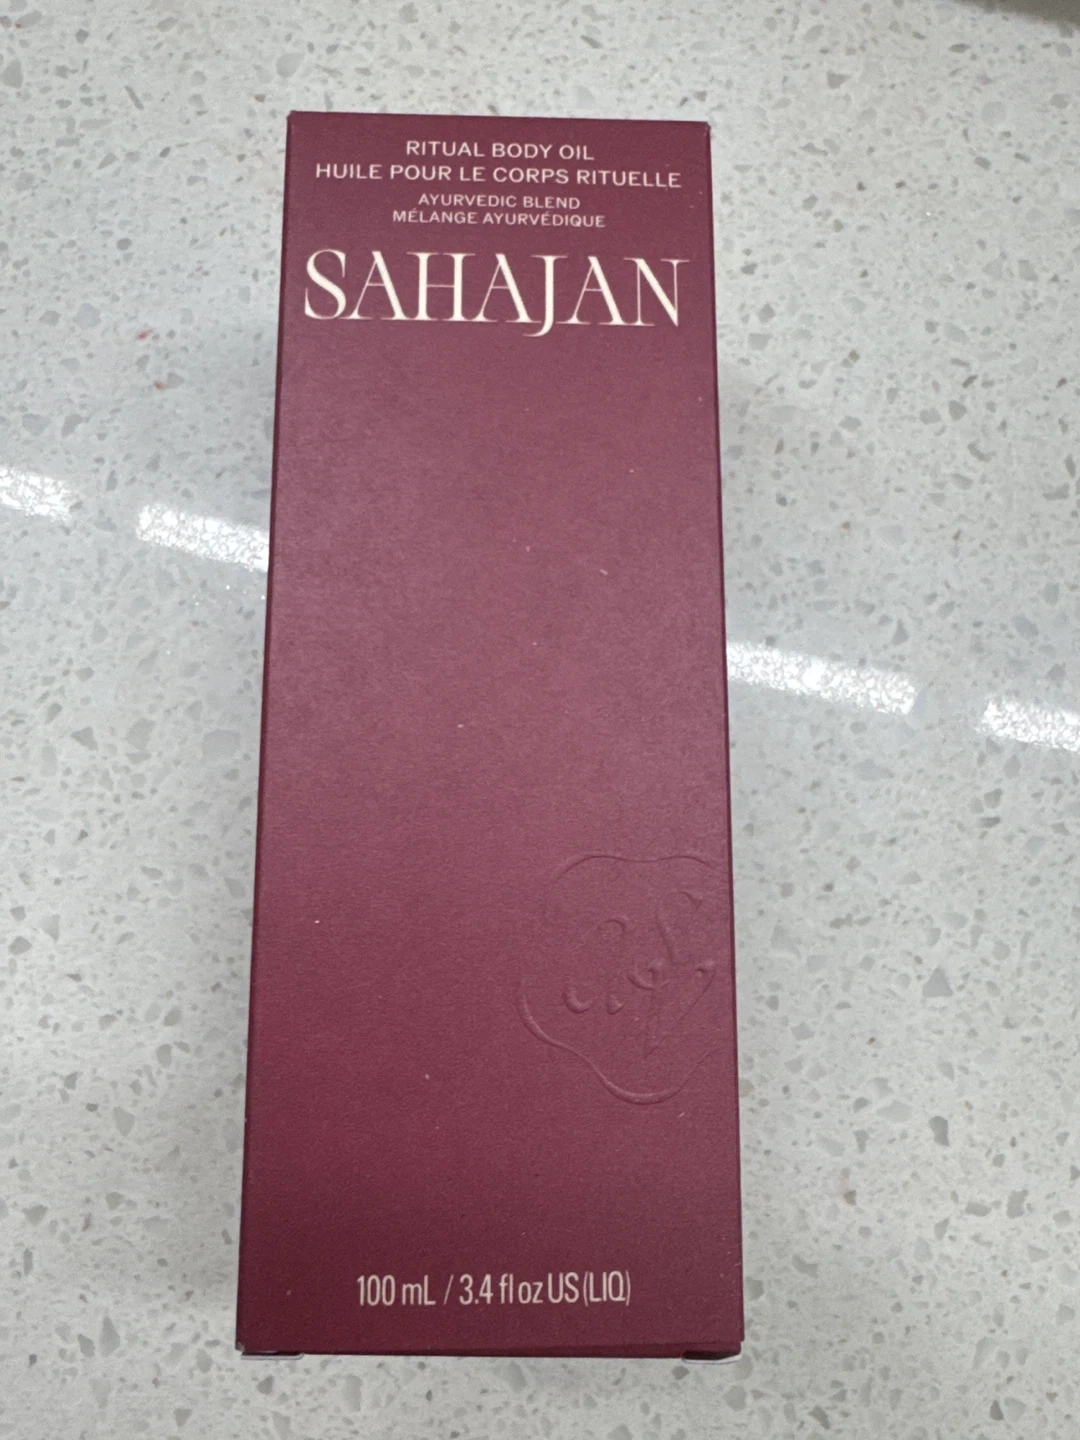 RITUAL BODY OIL
HUILE POUR LE CORPS RITUELLE
AYURVEDIC BLEND
MÉLANGE AYURVÉDIQUE
SAHAJAN
100 mL / 3.4 fl oz US (LIQ)